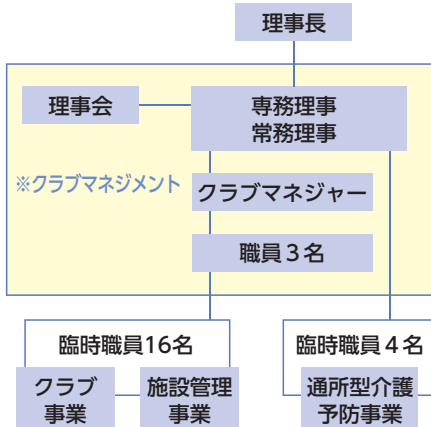 理事長
理事会
専務理事
常務理事
※クラブマネジメント
クラブマネジャー
職員３名
臨時職員16名
臨時職員４名
クラブ
事業
施設管理
事業
通所型介護
予防事業